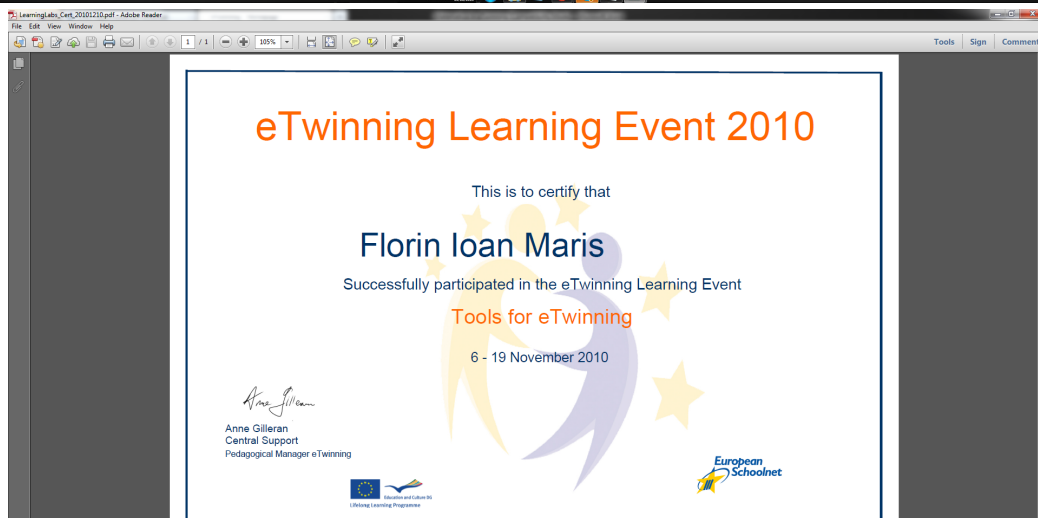 LearningLabs_Cert_20101210.pdf - Adobe Reader
File Edit View Window Help
1 / 1 105% Tools Sign Comment
eTwinning Learning Event 2010
This is to certify that
Florin Ioan Maris
Successfully participated in the eTwinning Learning Event
Tools for eTwinning
6 - 19 November 2010
Anne Gilleran
Anne Gilleran
Central Support
Pedagogical Manager eTwinning
Education and Culture DG
Lifelong Learning Programme
European
Schoolnet